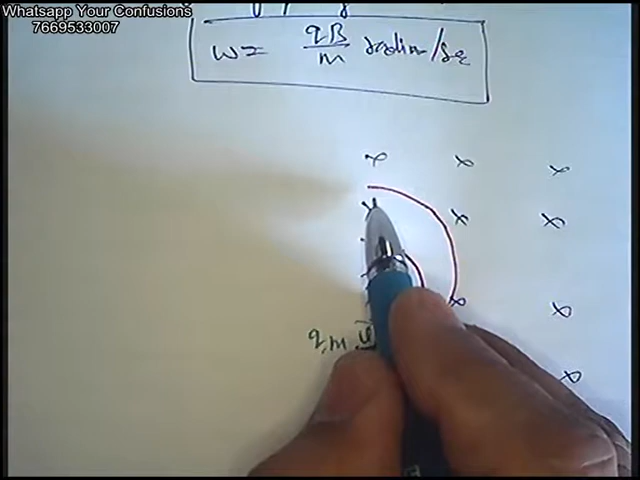 Whatsapp Your Confusions
7669533007
w = qB/m radian/sec
x x x
x x x
x x
q, m
x